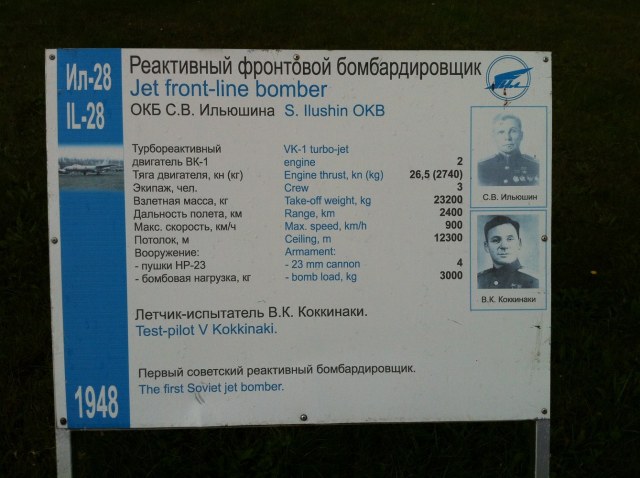 Ил-28
IL-28
Реактивный фронтовой бомбардировщик
Jet front-line bomber
ОКБ С.В. Ильюшина S. Ilushin OKB
Турбореактивный VK-1 turbo-jet
двигатель ВК-1 engine 2
Тяга двигателя, кн (кг) Engine thrust, kn (kg) 26,5 (2740)
Экипаж, чел. Crew 3
Взлетная масса, кг Take-off weight, kg 23200
Дальность полета, км Range, km 2400
Макс. скорость, км/ч Max. speed, km/h 900
Потолок, м Ceiling, m 12300
Вооружение: Armament:
- пушки НР-23 - 23 mm cannon 4
- бомбовая нагрузка, кг - bomb load, kg 3000
С.В. Ильюшин
В.К. Коккинаки
Летчик-испытатель В.К. Коккинаки.
Test-pilot V Kokkinaki.
Первый советский реактивный бомбардировщик.
The first Soviet jet bomber.
1948